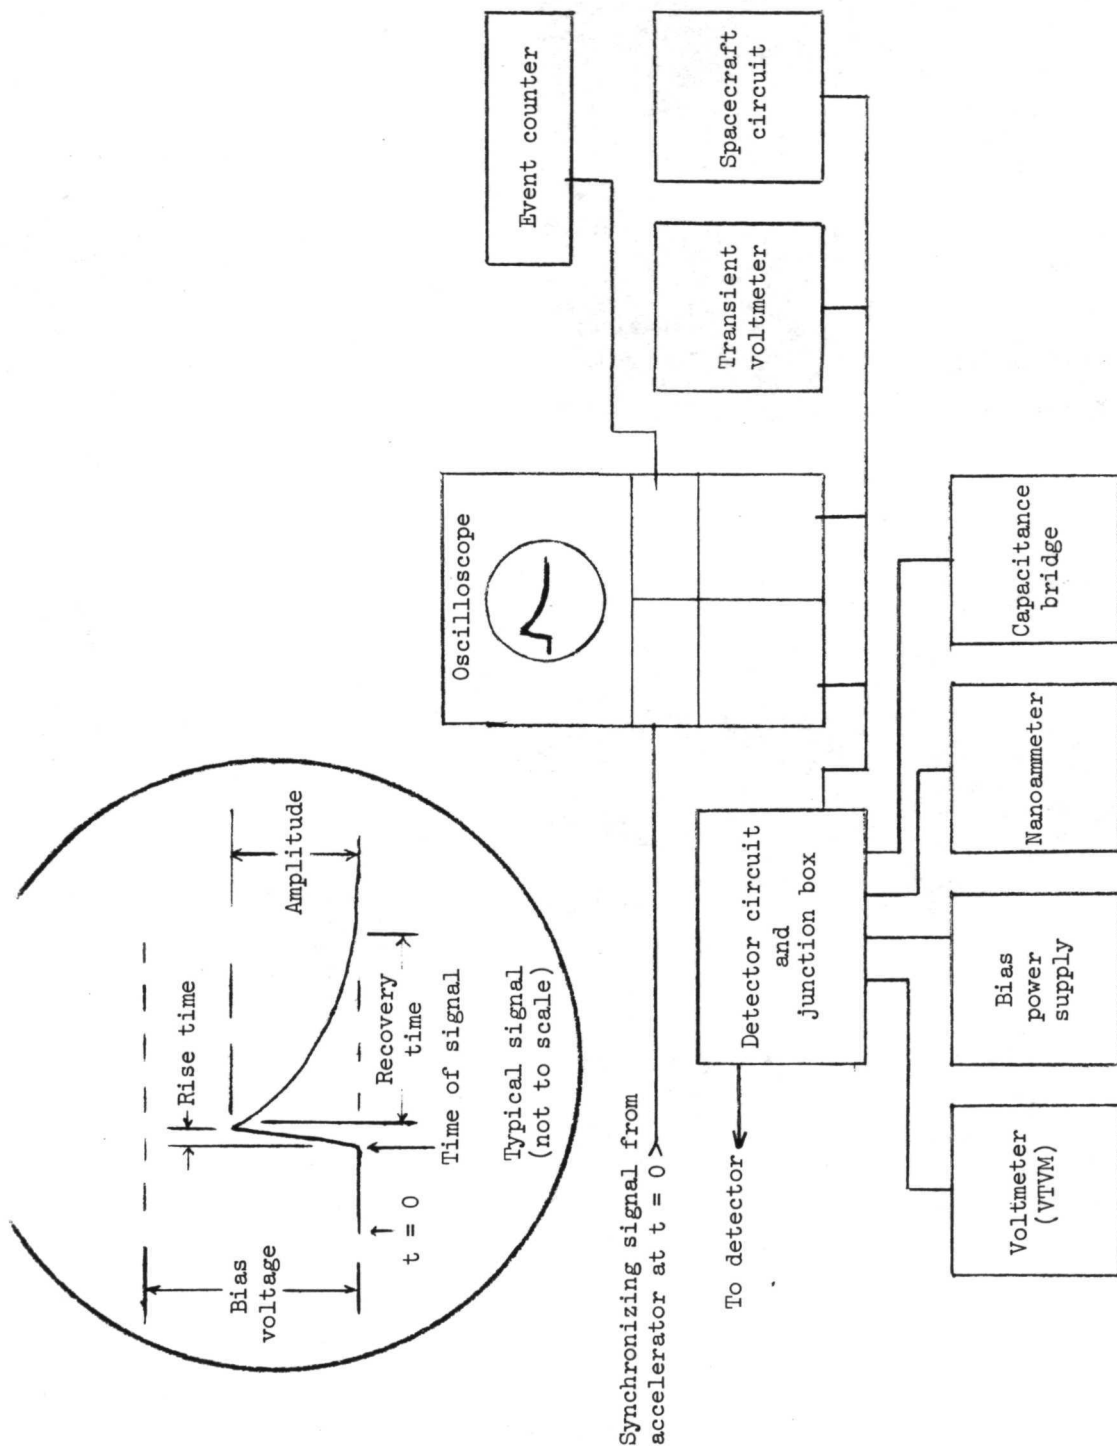 Bias
voltage
Rise time
Amplitude
t = 0
Recovery
time
Time of signal
Typical signal
(not to scale)
Oscilloscope
Event counter
Synchronizing signal from
accelerator at t = 0
Transient
voltmeter
Spacecraft
circuit
To detector
Detector circuit
and
junction box
Voltmeter
(VTVM)
Bias
power
supply
Nanoammeter
Capacitance
bridge